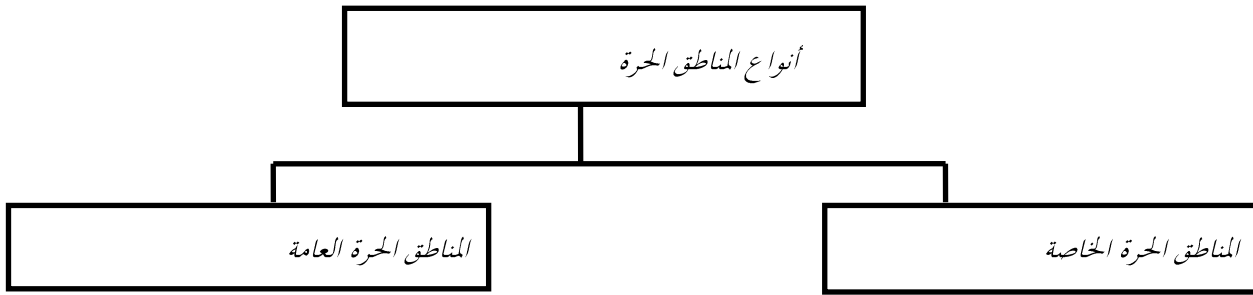 أنواع المناطق الحرة
المناطق الحرة الخاصة
المناطق الحرة العامة